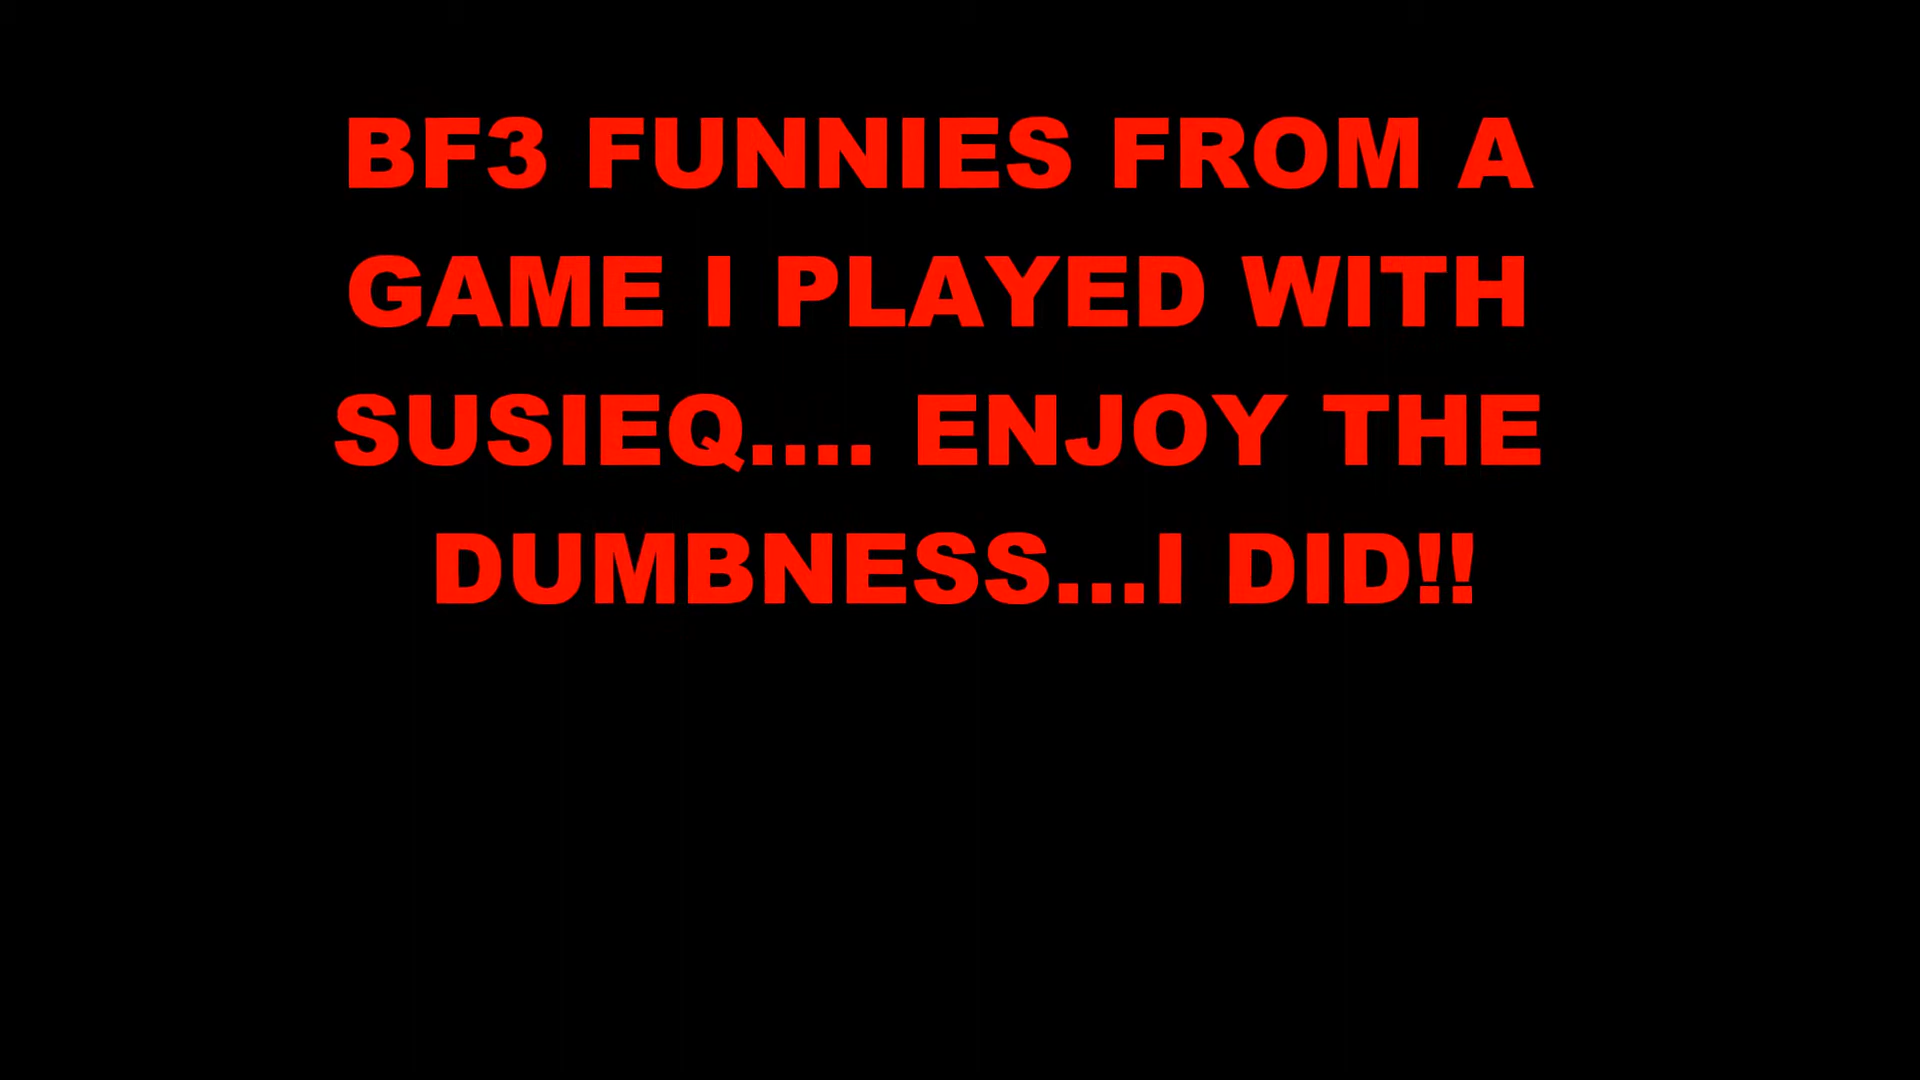 BF3 FUNNIES FROM A
GAME I PLAYED WITH
SUSIEQ.... ENJOY THE
DUMBNESS...I DID!!